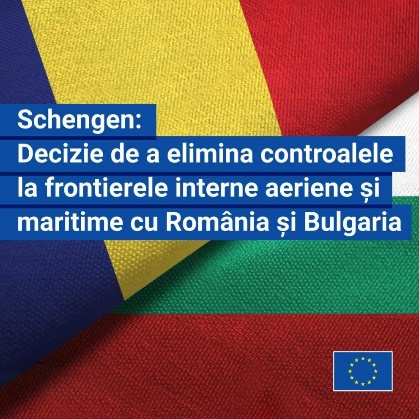 Schengen:
Decizie de a elimina controalele
la frontierele interne aeriene și
maritime cu România și Bulgaria